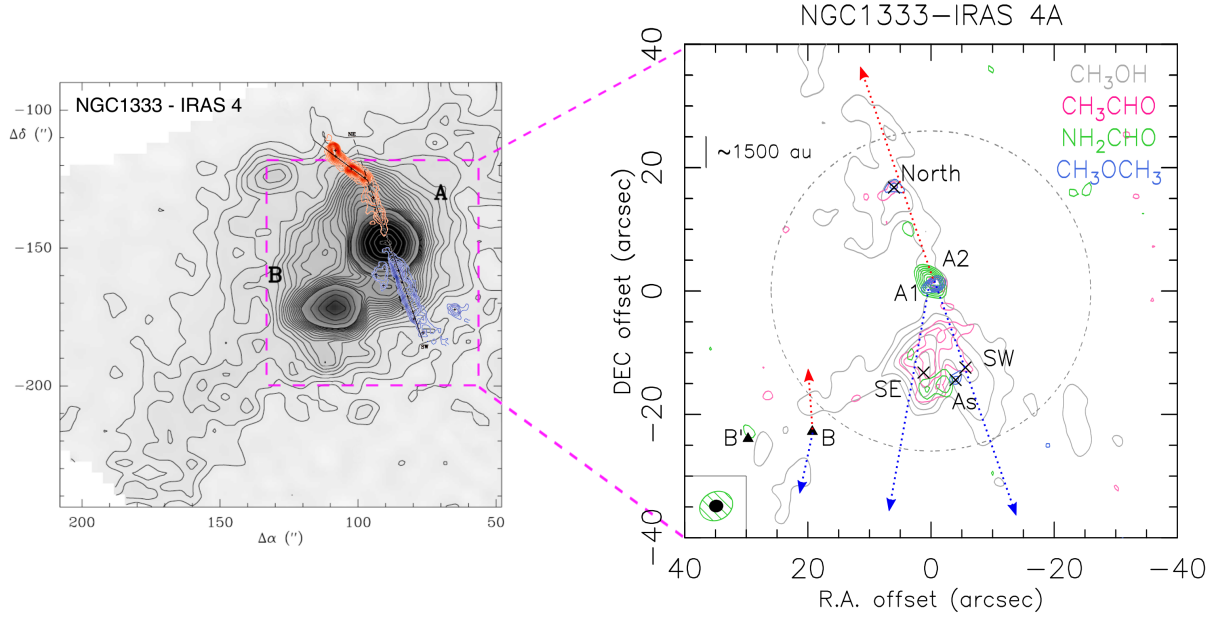 NGC1333 - IRAS 4
NE
A
B
SW
−100
−150
−200
Δδ (″)
200
150
100
50
Δα (″)
NGC1333−IRAS 4A
CH₃OH
CH₃CHO
NH₂CHO
CH₃OCH₃
~1500 au
North
A2
A1
SW
SE
As
B'
B
40
20
0
−20
−40
DEC offset (arcsec)
40
20
0
−20
−40
R.A. offset (arcsec)